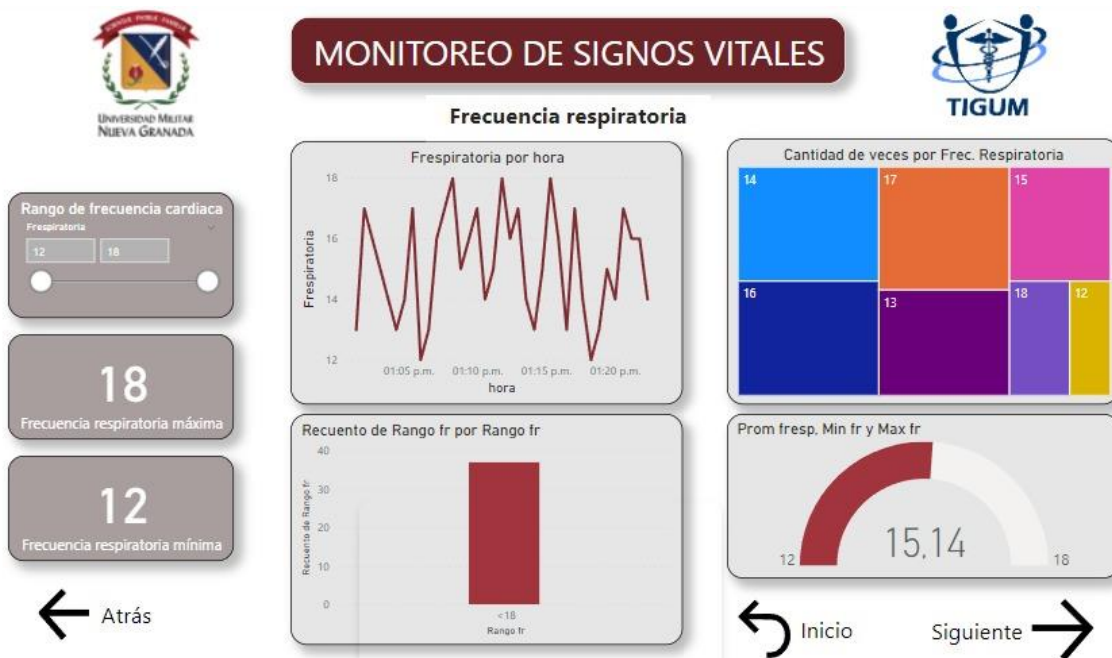 SCIENTIÆ PATRIÆ FAMILIÆ
UNIVERSIDAD MILITAR
NUEVA GRANADA
MONITOREO DE SIGNOS VITALES
TIGUM
Frecuencia respiratoria
Rango de frecuencia cardiaca
Frespiratoria
12 18
18
Frecuencia respiratoria máxima
12
Frecuencia respiratoria mínima
Frespiratoria por hora
Frespiratoria
18
16
14
12
01:05 p.m. 01:10 p.m. 01:15 p.m. 01:20 p.m.
hora
Cantidad de veces por Frec. Respiratoria
14 17 15
16 13 18 12
Recuento de Rango fr por Rango fr
Recuento de Rango fr
40
30
20
10
0
<18
Rango fr
Prom fresp, Min fr y Max fr
15,14
12 18
Atrás
Inicio
Siguiente